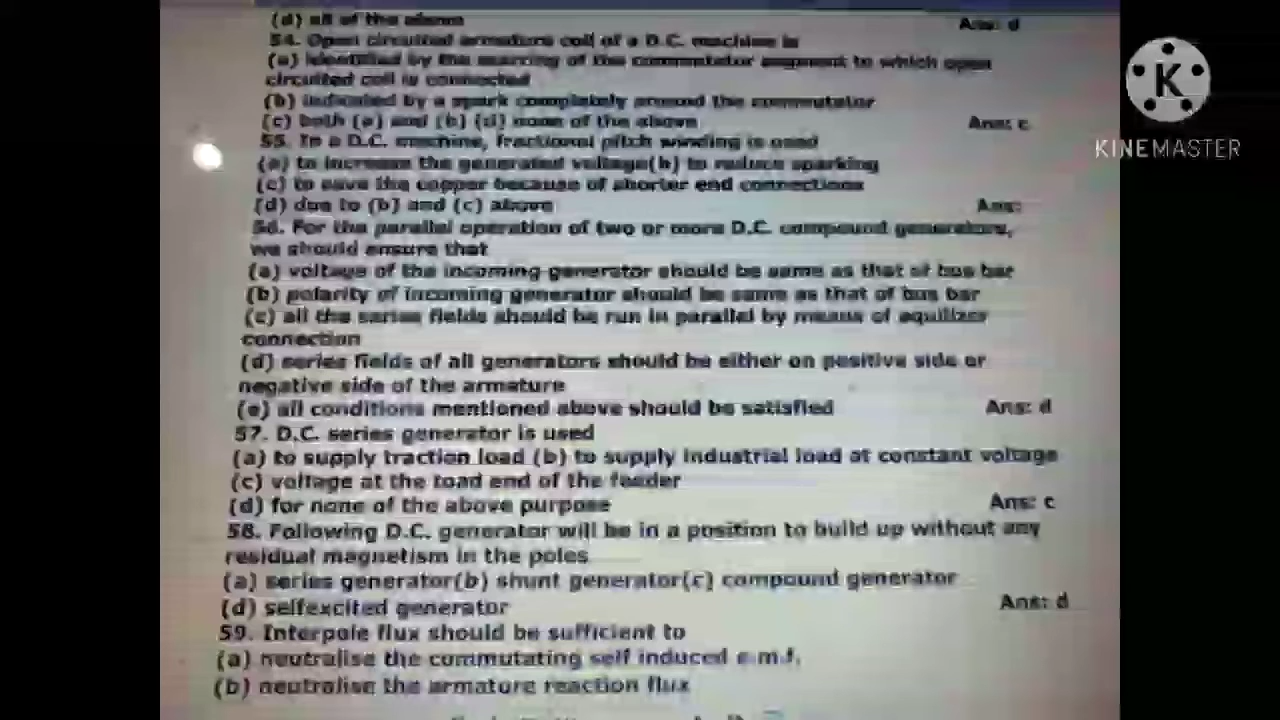 (d) all of the above Ans: d
54. Open circuited armature coil of a D.C. machine is
(a) identified by the scarring of the commutator segment to which open
circuited coil is connected
(b) indicated by a spark completely around the commutator
(c) both (a) and (b) (d) none of the above Ans: c
55. In a D.C. machine, fractional pitch winding is used
(a) to increase the generated voltage(b) to reduce sparking
(c) to save the copper because of shorter end connections
(d) due to (b) and (c) above Ans:
56. For the parallel operation of two or more D.C. compound generators,
we should ensure that
(a) voltage of the incoming generator should be same as that of bus bar
(b) polarity of incoming generator should be same as that of bus bar
(c) all the series fields should be run in parallel by means of equilizer
connection
(d) series fields of all generators should be either on positive side or
negative side of the armature
(e) all conditions mentioned above should be satisfied Ans: d
57. D.C. series generator is used
(a) to supply traction load (b) to supply industrial load at constant voltage
(c) voltage at the toad end of the feeder
(d) for none of the above purpose Ans: c
58. Following D.C. generator will be in a position to build up without any
residual magnetism in the poles
(a) series generator(b) shunt generator(c) compound generator
(d) selfexcited generator Ans: d
59. Interpole flux should be sufficient to
(a) neutralise the commutating self induced e.m.f.
(b) neutralise the armature reaction flux
K
KINEMASTER